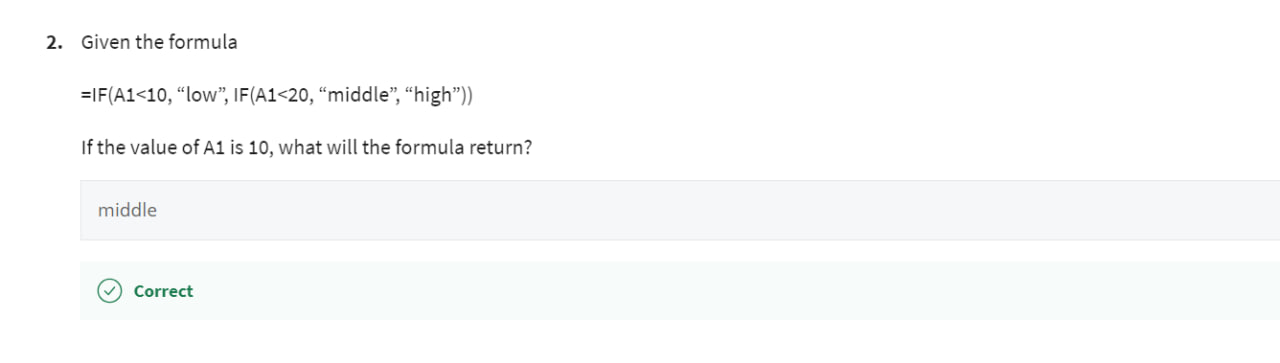 2. Given the formula
=IF(A1<10, “low”, IF(A1<20, “middle”, “high”))
If the value of A1 is 10, what will the formula return?
middle
Correct